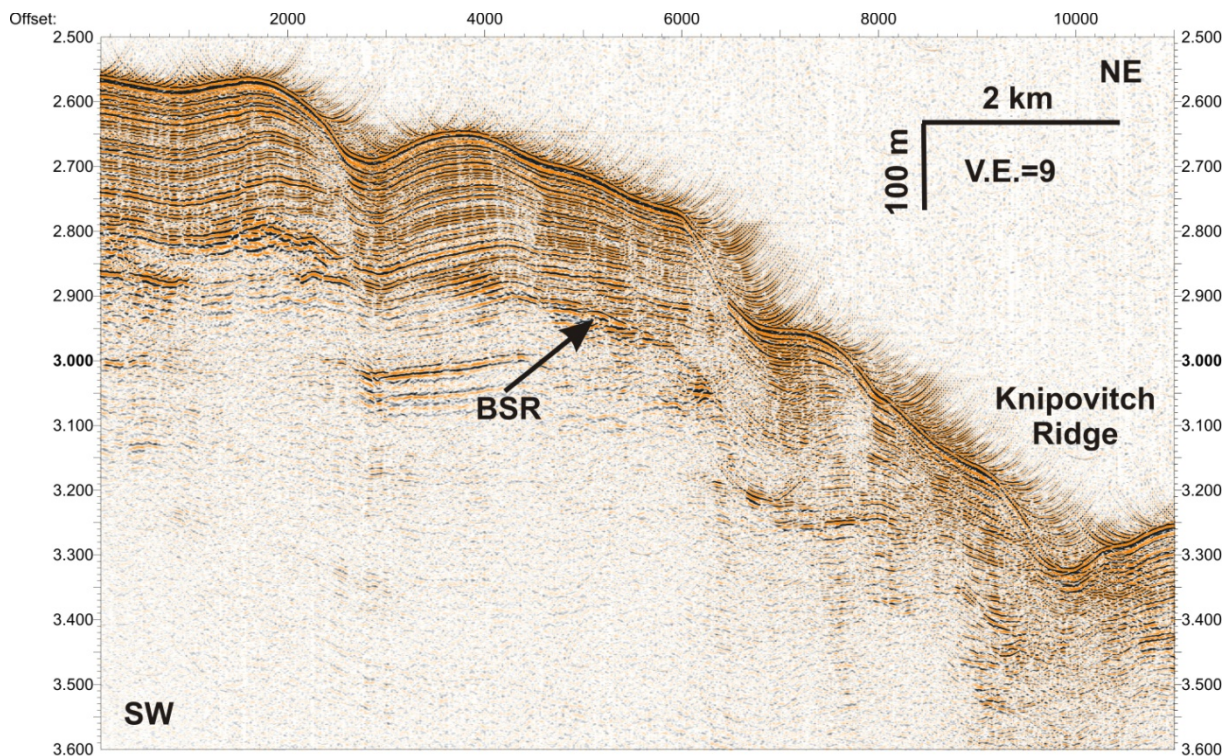 Offset: 2000 4000 6000 8000 10000
2.500 2.500
NE
2.600 2.600
2 km
100 m
V.E.=9
2.700 2.700
2.800 2.800
2.900 2.900
3.000 3.000
BSR
Knipovitch
Ridge
3.100 3.100
3.200 3.200
3.300 3.300
3.400 3.400
3.500 3.500
SW
3.600 3.600